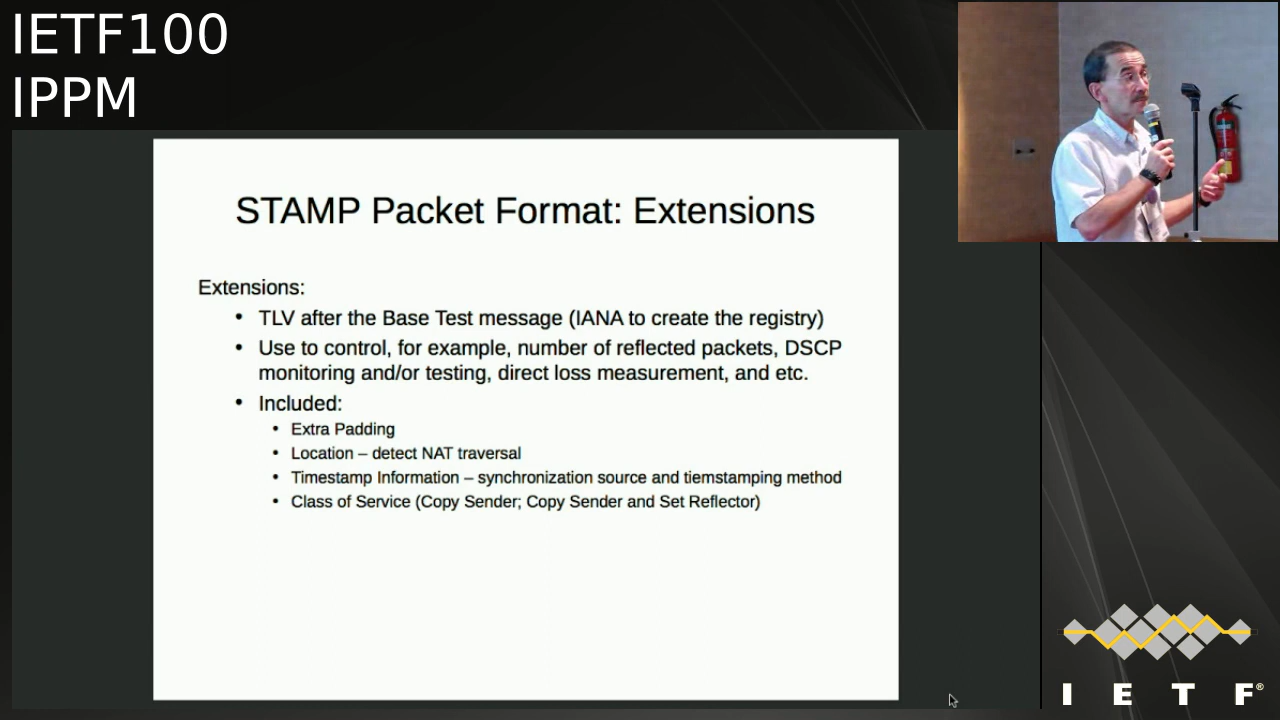 IETF100
IPPM
STAMP Packet Format: Extensions
Extensions:
• TLV after the Base Test message (IANA to create the registry)
• Use to control, for example, number of reflected packets, DSCP
monitoring and/or testing, direct loss measurement, and etc.
• Included:
• Extra Padding
• Location – detect NAT traversal
• Timestamp Information – synchronization source and tiemstamping method
• Class of Service (Copy Sender; Copy Sender and Set Reflector)
I E T F®